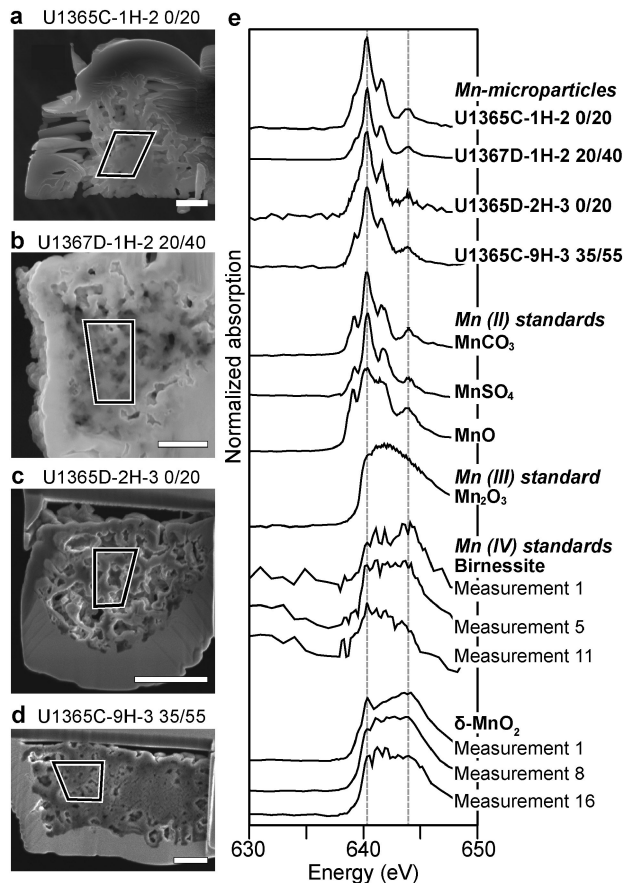 a U1365C-1H-2 0/20
b U1367D-1H-2 20/40
c U1365D-2H-3 0/20
d U1365C-9H-3 35/55
e
Normalized absorption
Mn-microparticles
U1365C-1H-2 0/20
U1367D-1H-2 20/40
U1365D-2H-3 0/20
U1365C-9H-3 35/55
Mn (II) standards
MnCO₃
MnSO₄
MnO
Mn (III) standard
Mn₂O₃
Mn (IV) standards
Birnessite
Measurement 1
Measurement 5
Measurement 11
δ-MnO₂
Measurement 1
Measurement 8
Measurement 16
630 640 650
Energy (eV)